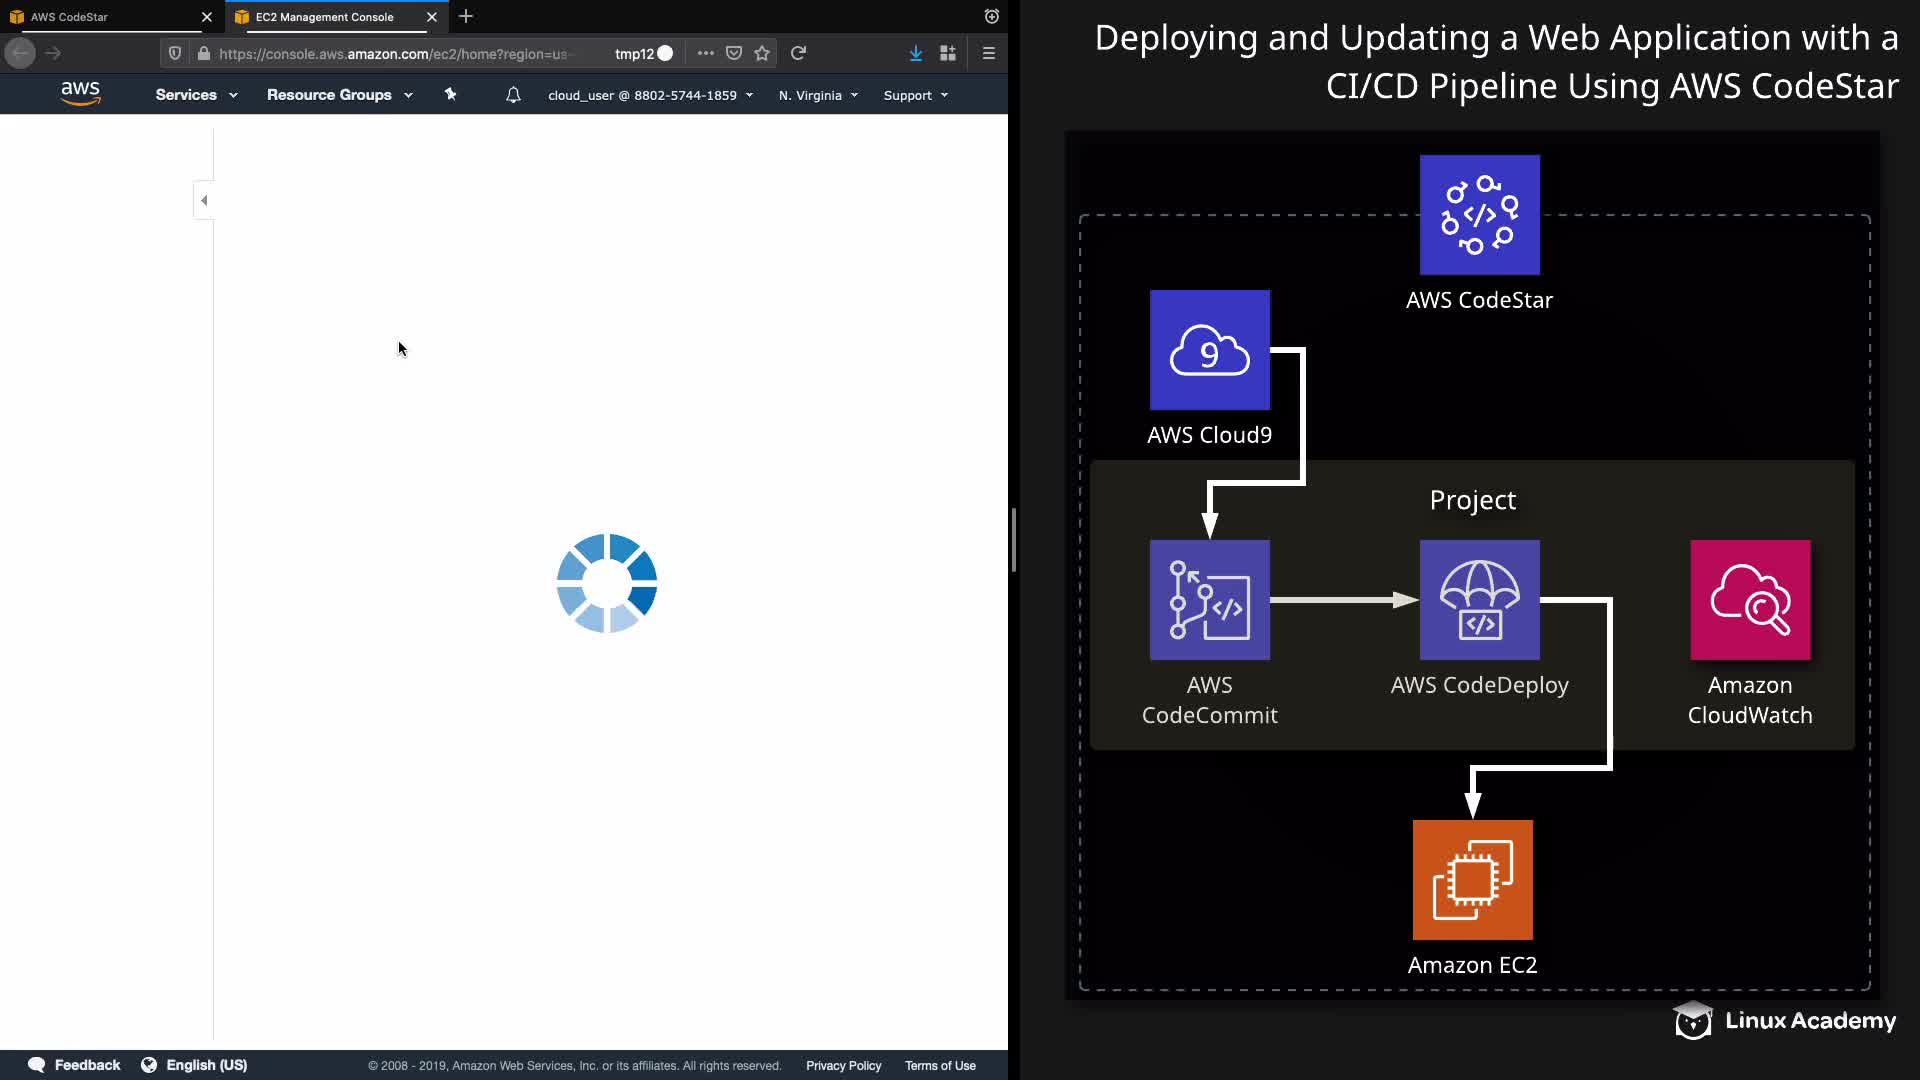 AWS CodeStar
EC2 Management Console
https://console.aws.amazon.com/ec2/home?region=us-
tmp12
aws
Services
Resource Groups
cloud_user @ 8802-5744-1859
N. Virginia
Support
Feedback
English (US)
© 2008 - 2019, Amazon Web Services, Inc. or its affiliates. All rights reserved.
Privacy Policy
Terms of Use
Deploying and Updating a Web Application with a
CI/CD Pipeline Using AWS CodeStar
</>
AWS CodeStar
9
AWS Cloud9
Project
</>
</>
AWS
CodeCommit
AWS CodeDeploy
Amazon
CloudWatch
Amazon EC2
Linux Academy